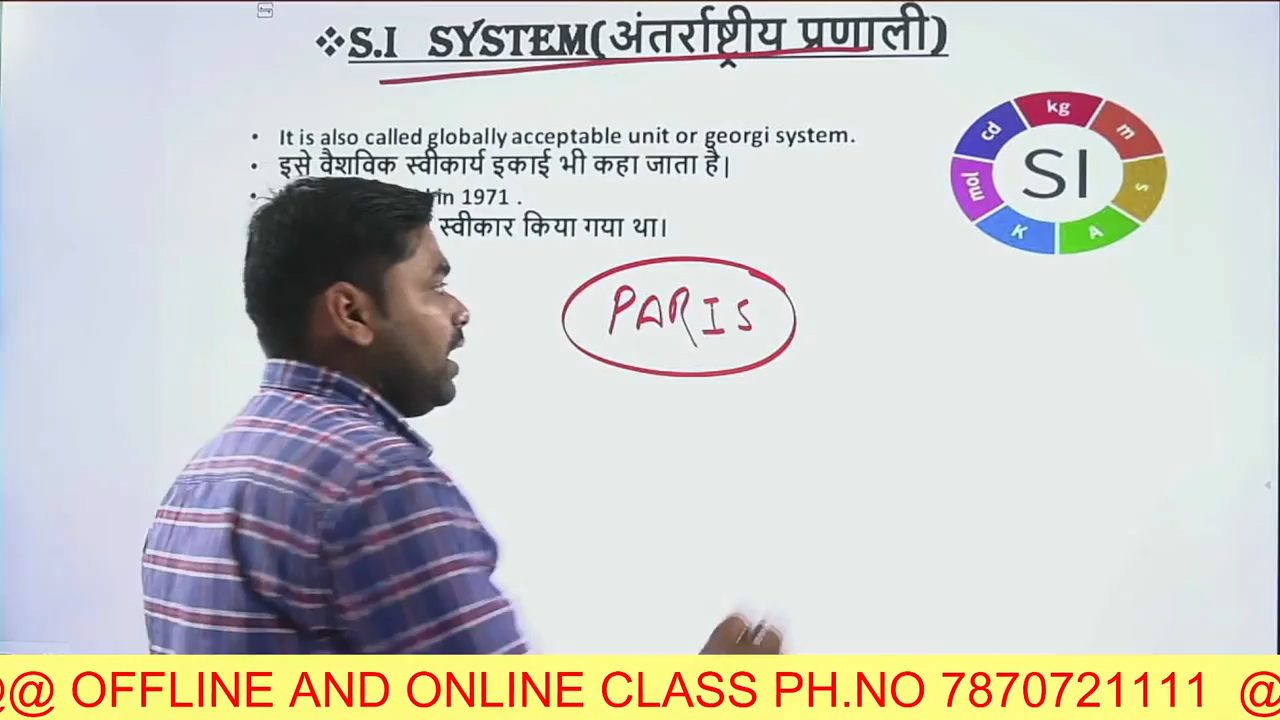 ❖S.I SYSTEM(अंतर्राष्ट्रीय प्रणाली)
• It is also called globally acceptable unit or georgi system.
• इसे वैशविक स्वीकार्य इकाई भी कहा जाता है।
• in 1971 .
स्वीकार किया गया था।
PARIS
cd kg m s A K mol
SI
@@ OFFLINE AND ONLINE CLASS PH.NO 7870721111 @